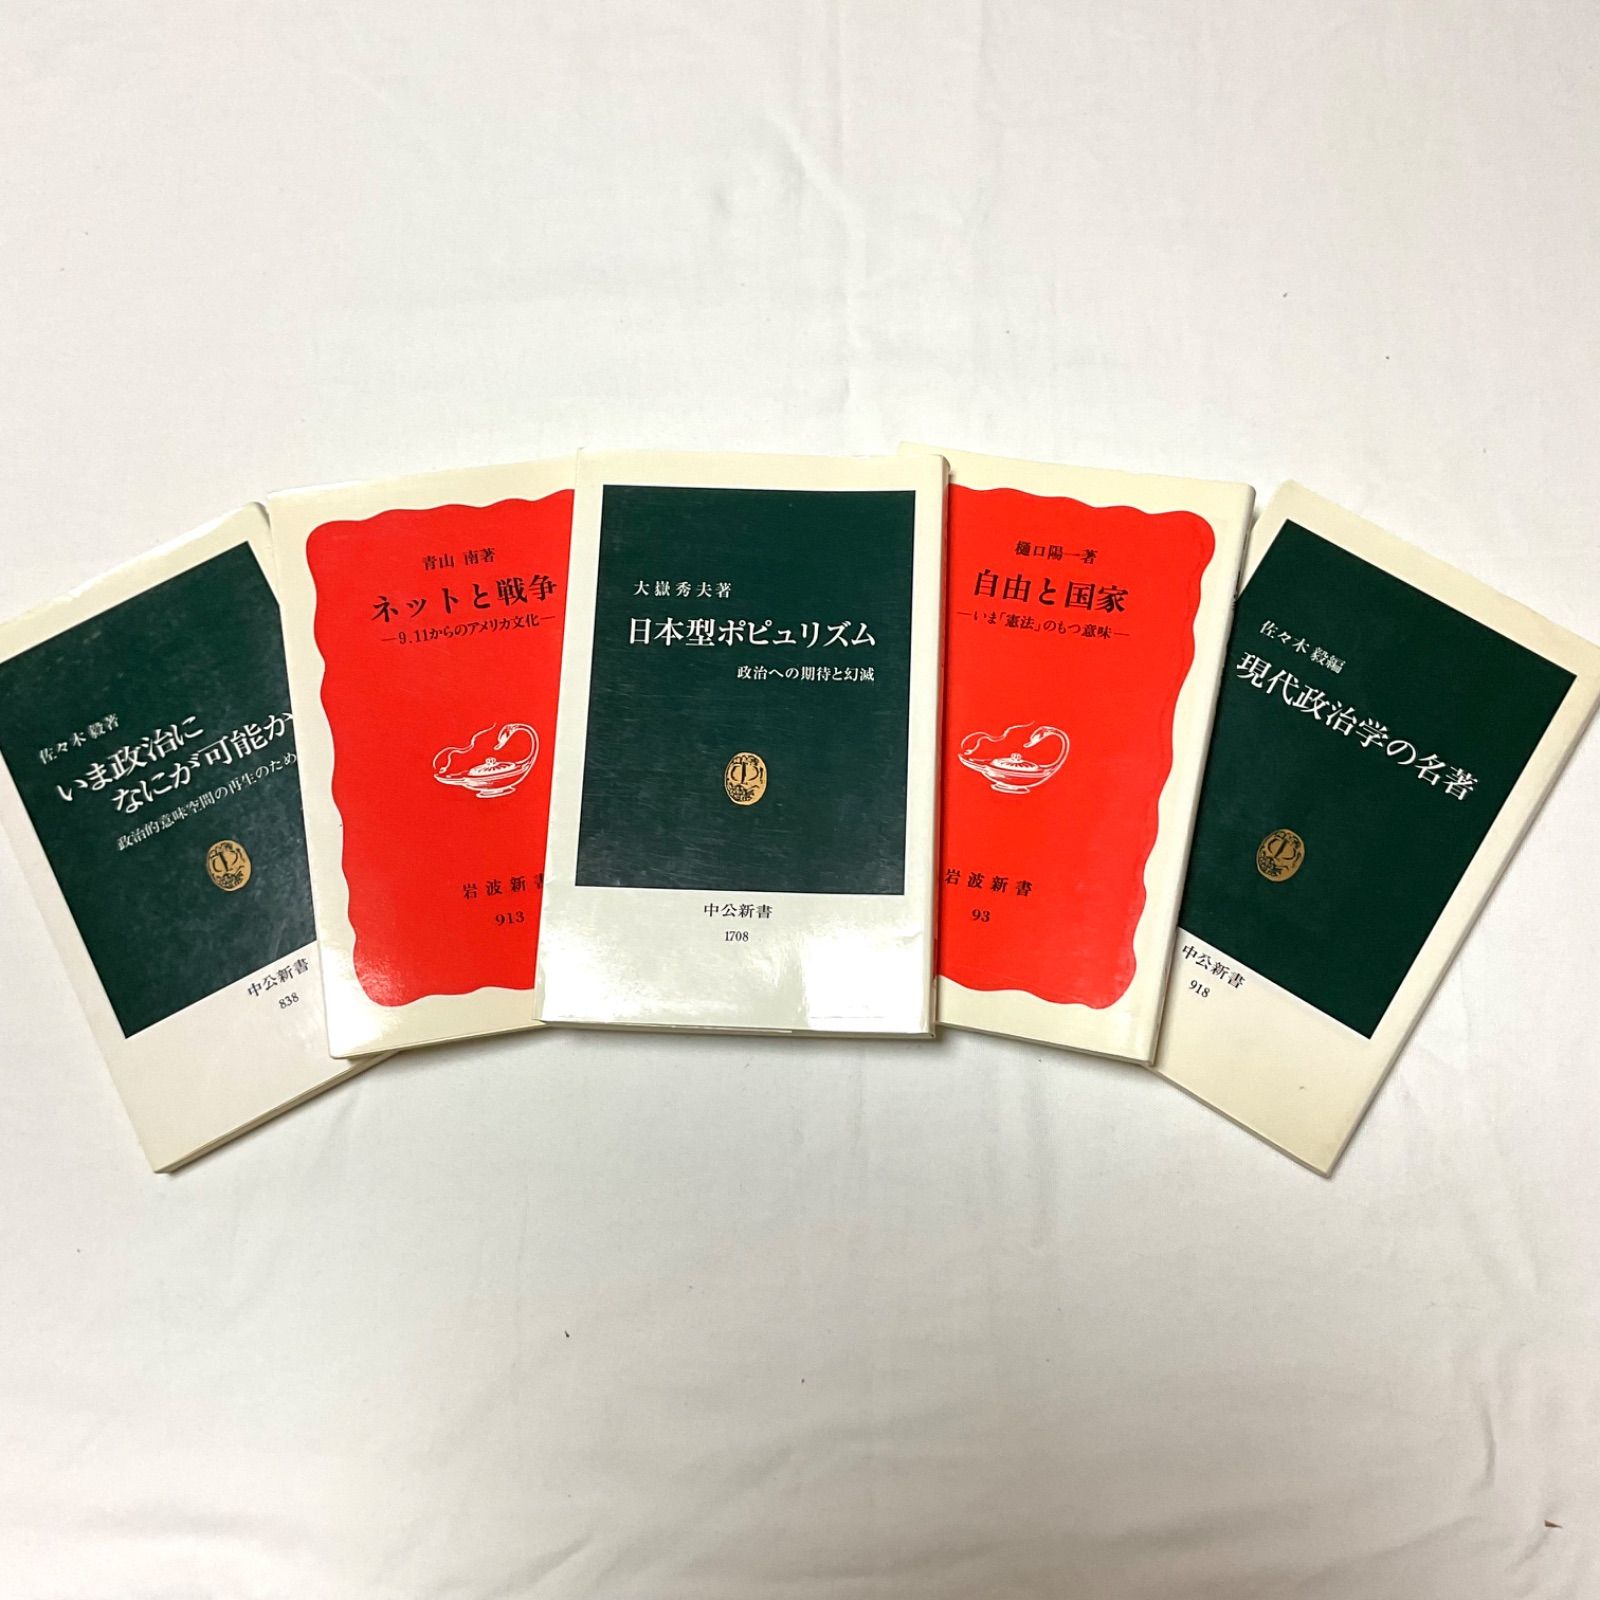 佐々木 毅著
いま政治に
なにが可能か
政治的意味空間の再生のため
中公新書
838
青山 南著
ネットと戦争
―9.11からのアメリカ文化―
岩波新書
913
大嶽秀夫著
日本型ポピュリズム
政治への期待と幻滅
中公新書
1708
樋口陽一著
自由と国家
―いま「憲法」のもつ意味―
岩波新書
93
佐々木 毅編
現代政治学の名著
中公新書
918